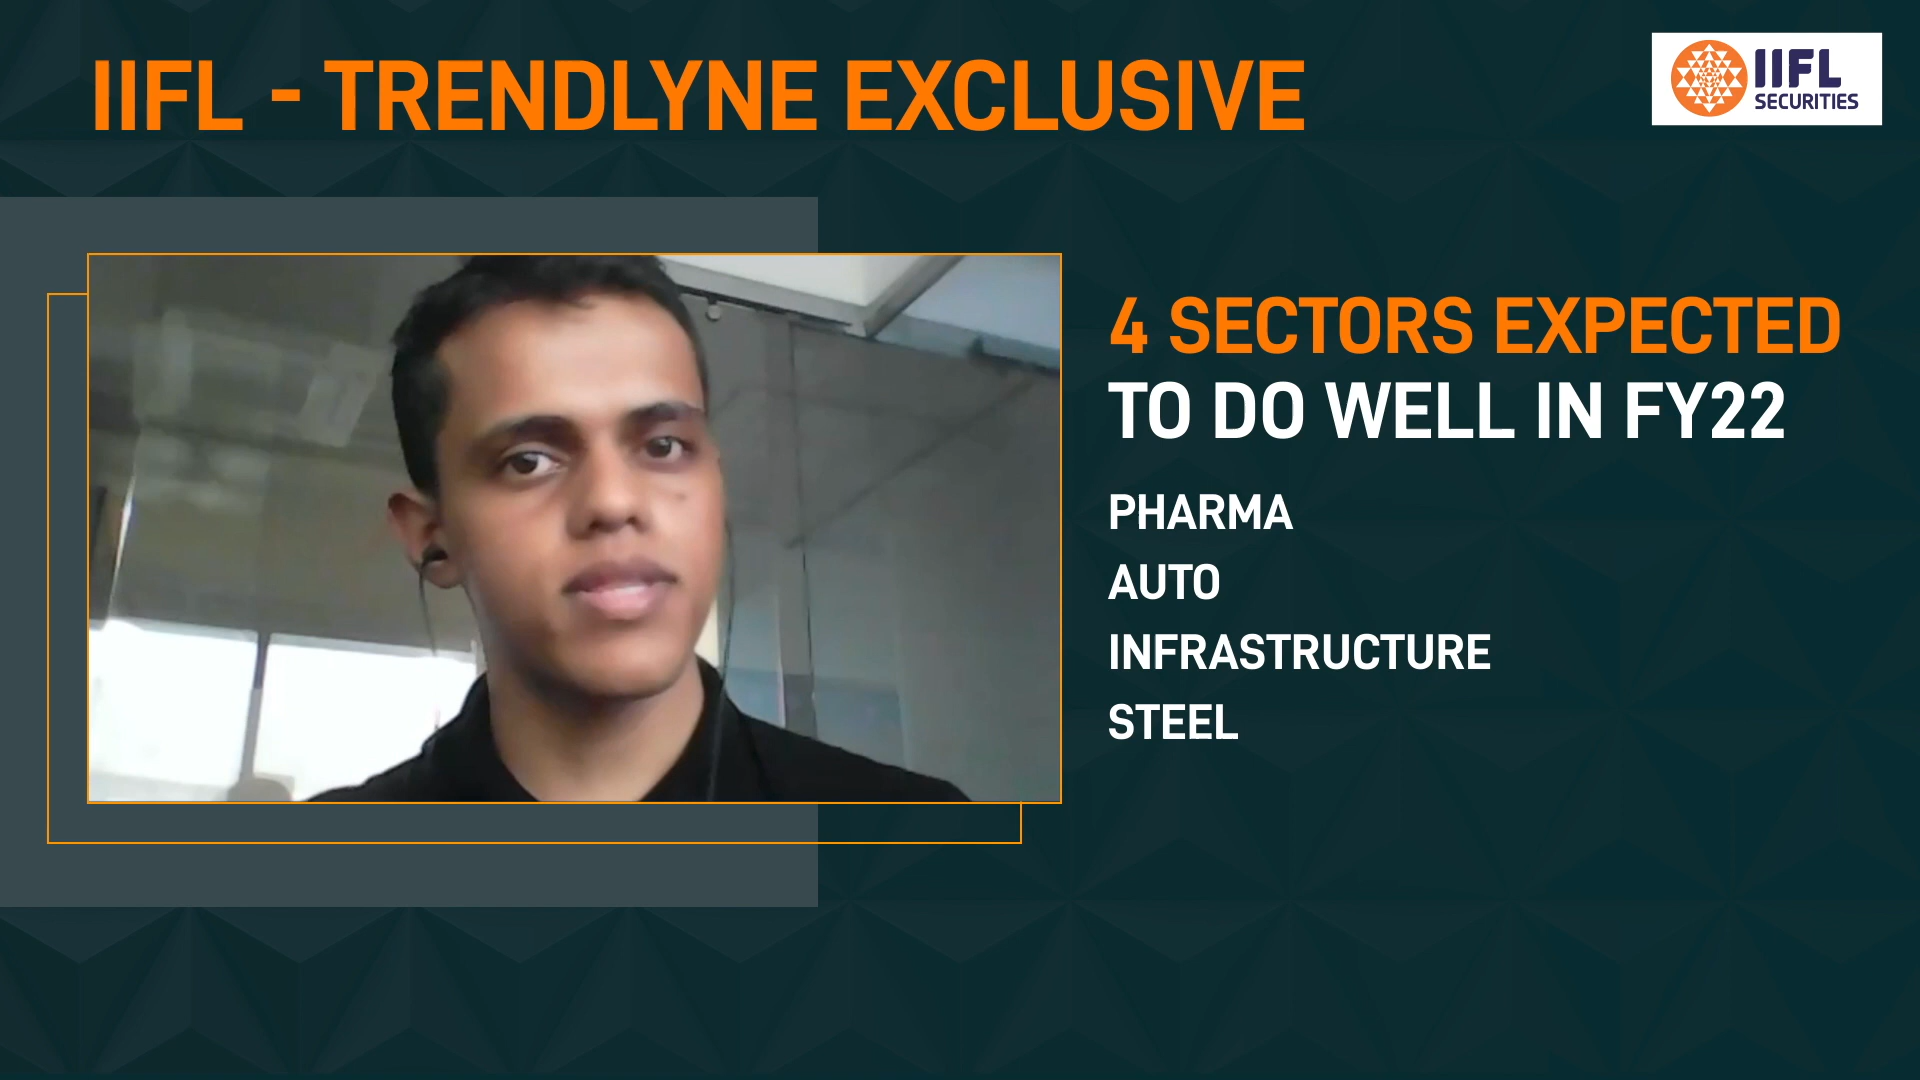 IIFL - TRENDLYNE EXCLUSIVE
IIFL
SECURITIES
4 SECTORS EXPECTED
TO DO WELL IN FY22
PHARMA
AUTO
INFRASTRUCTURE
STEEL